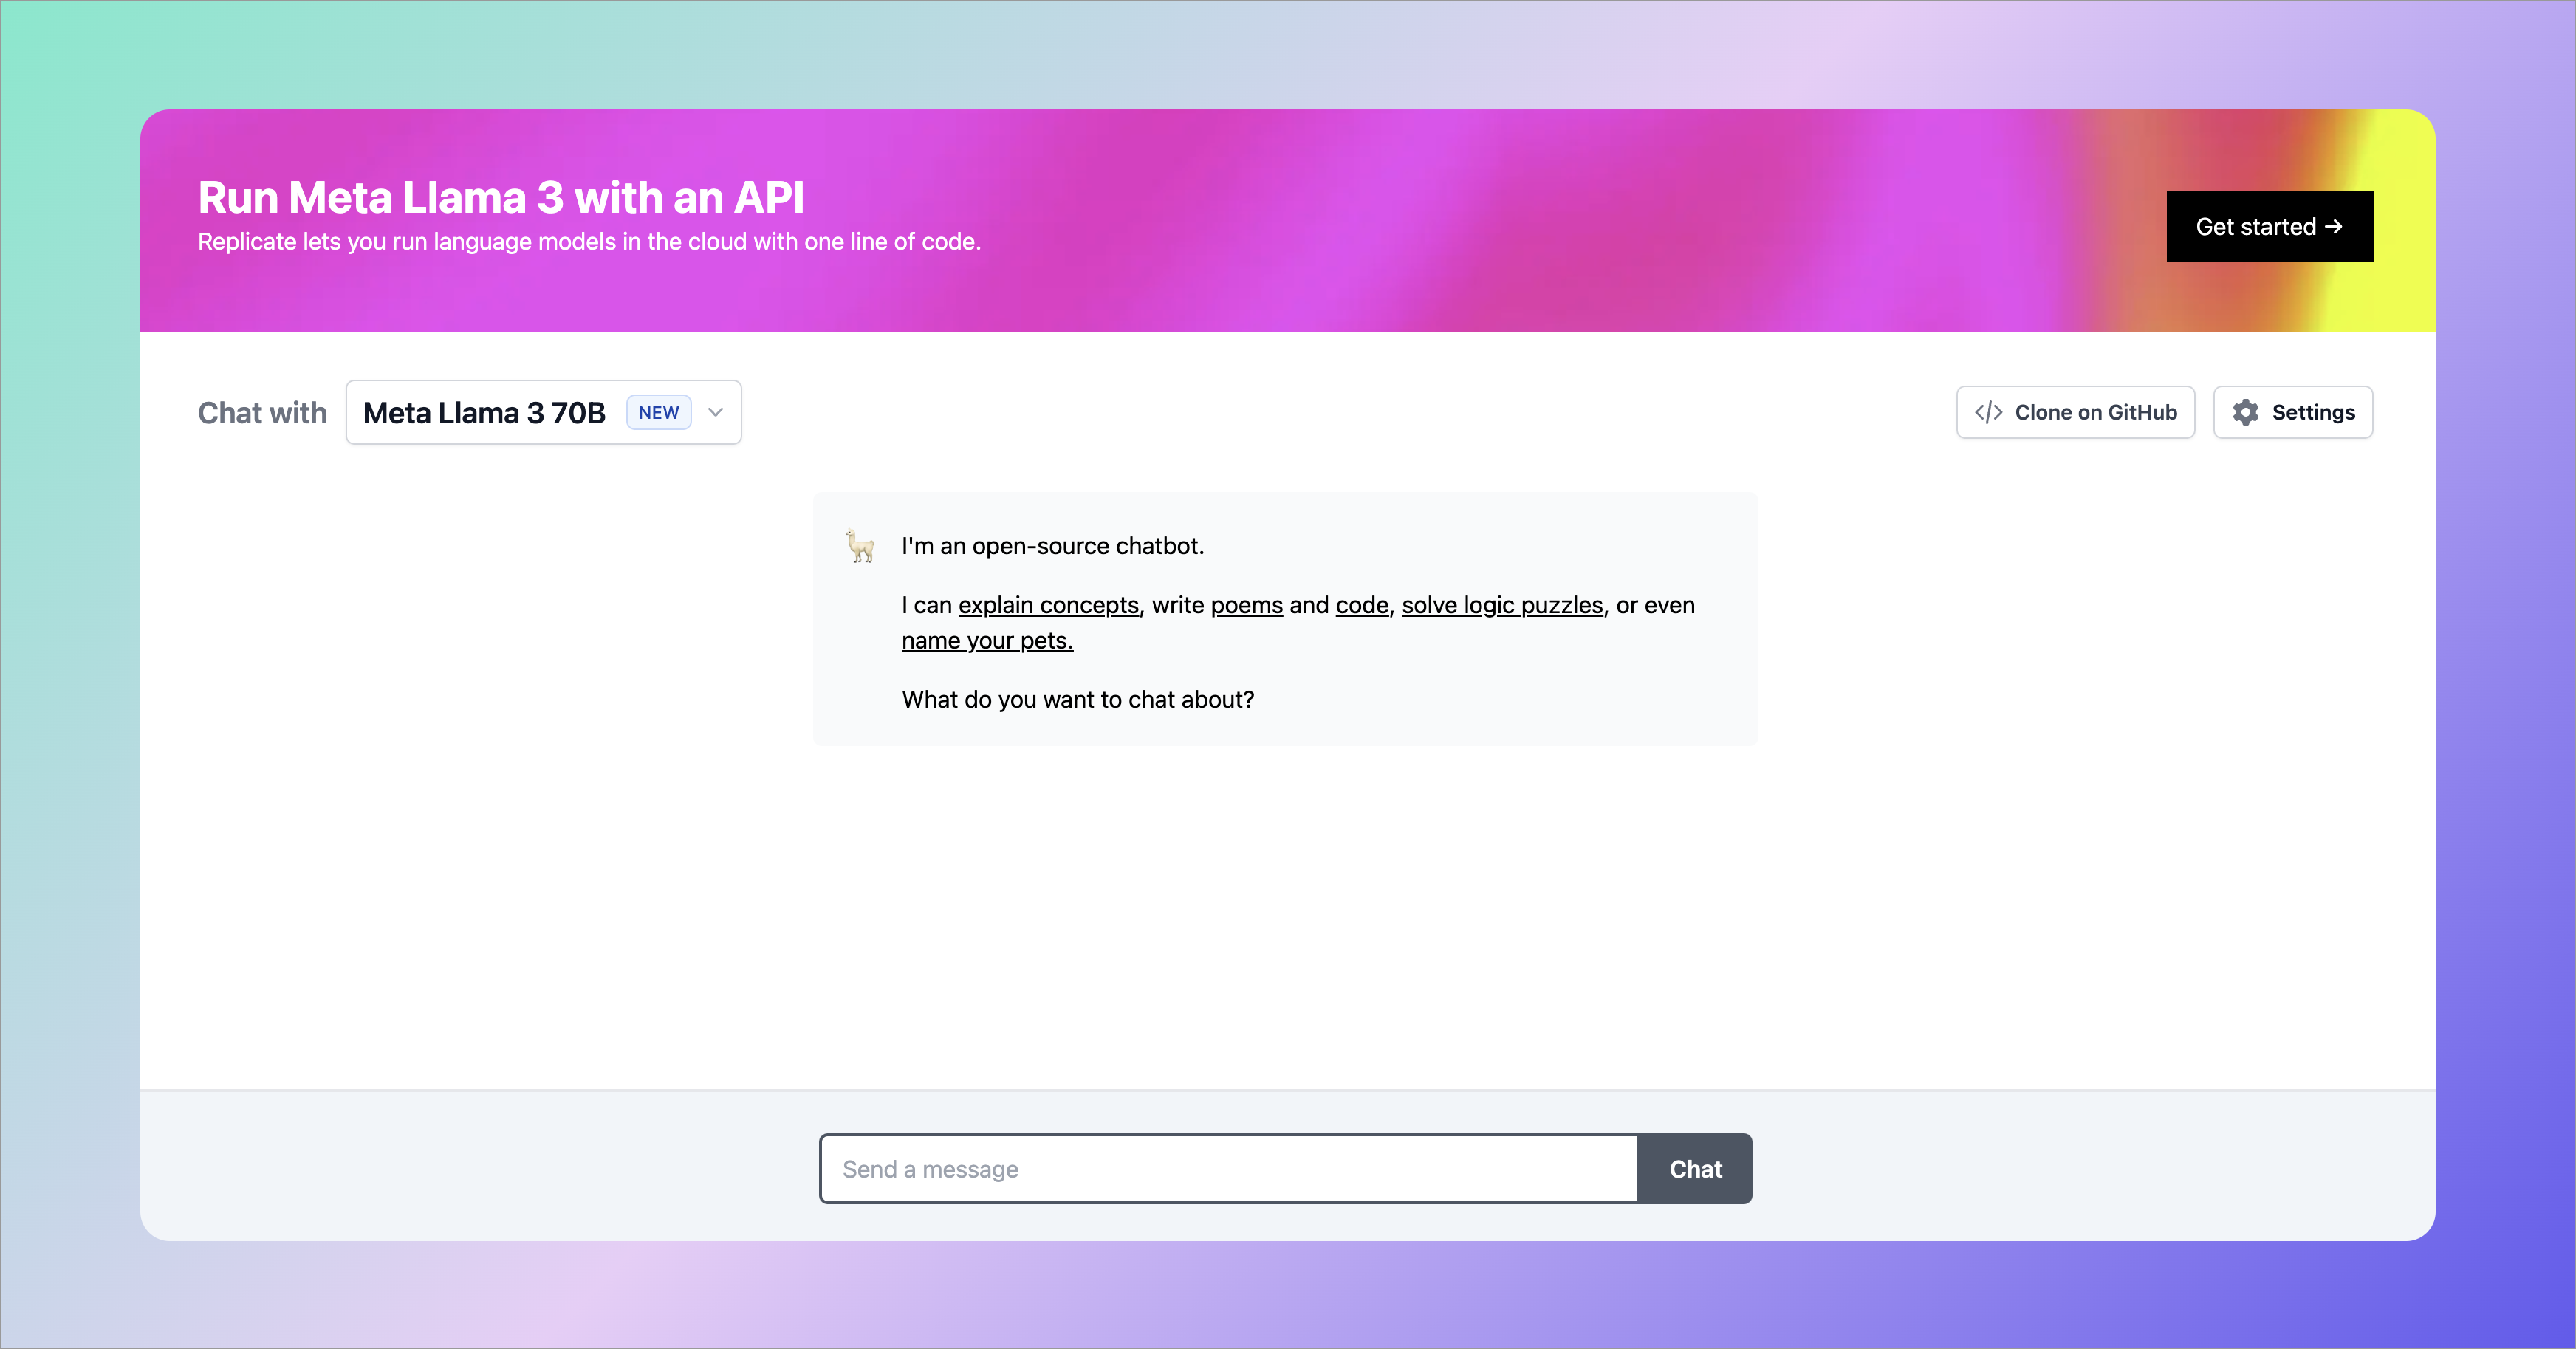 Run Meta Llama 3 with an API
Replicate lets you run language models in the cloud with one line of code.
Get started →
Chat with
Meta Llama 3 70B
NEW
</> Clone on GitHub
Settings
I'm an open-source chatbot.
I can explain concepts, write poems and code, solve logic puzzles, or even
name your pets.
What do you want to chat about?
Send a message
Chat